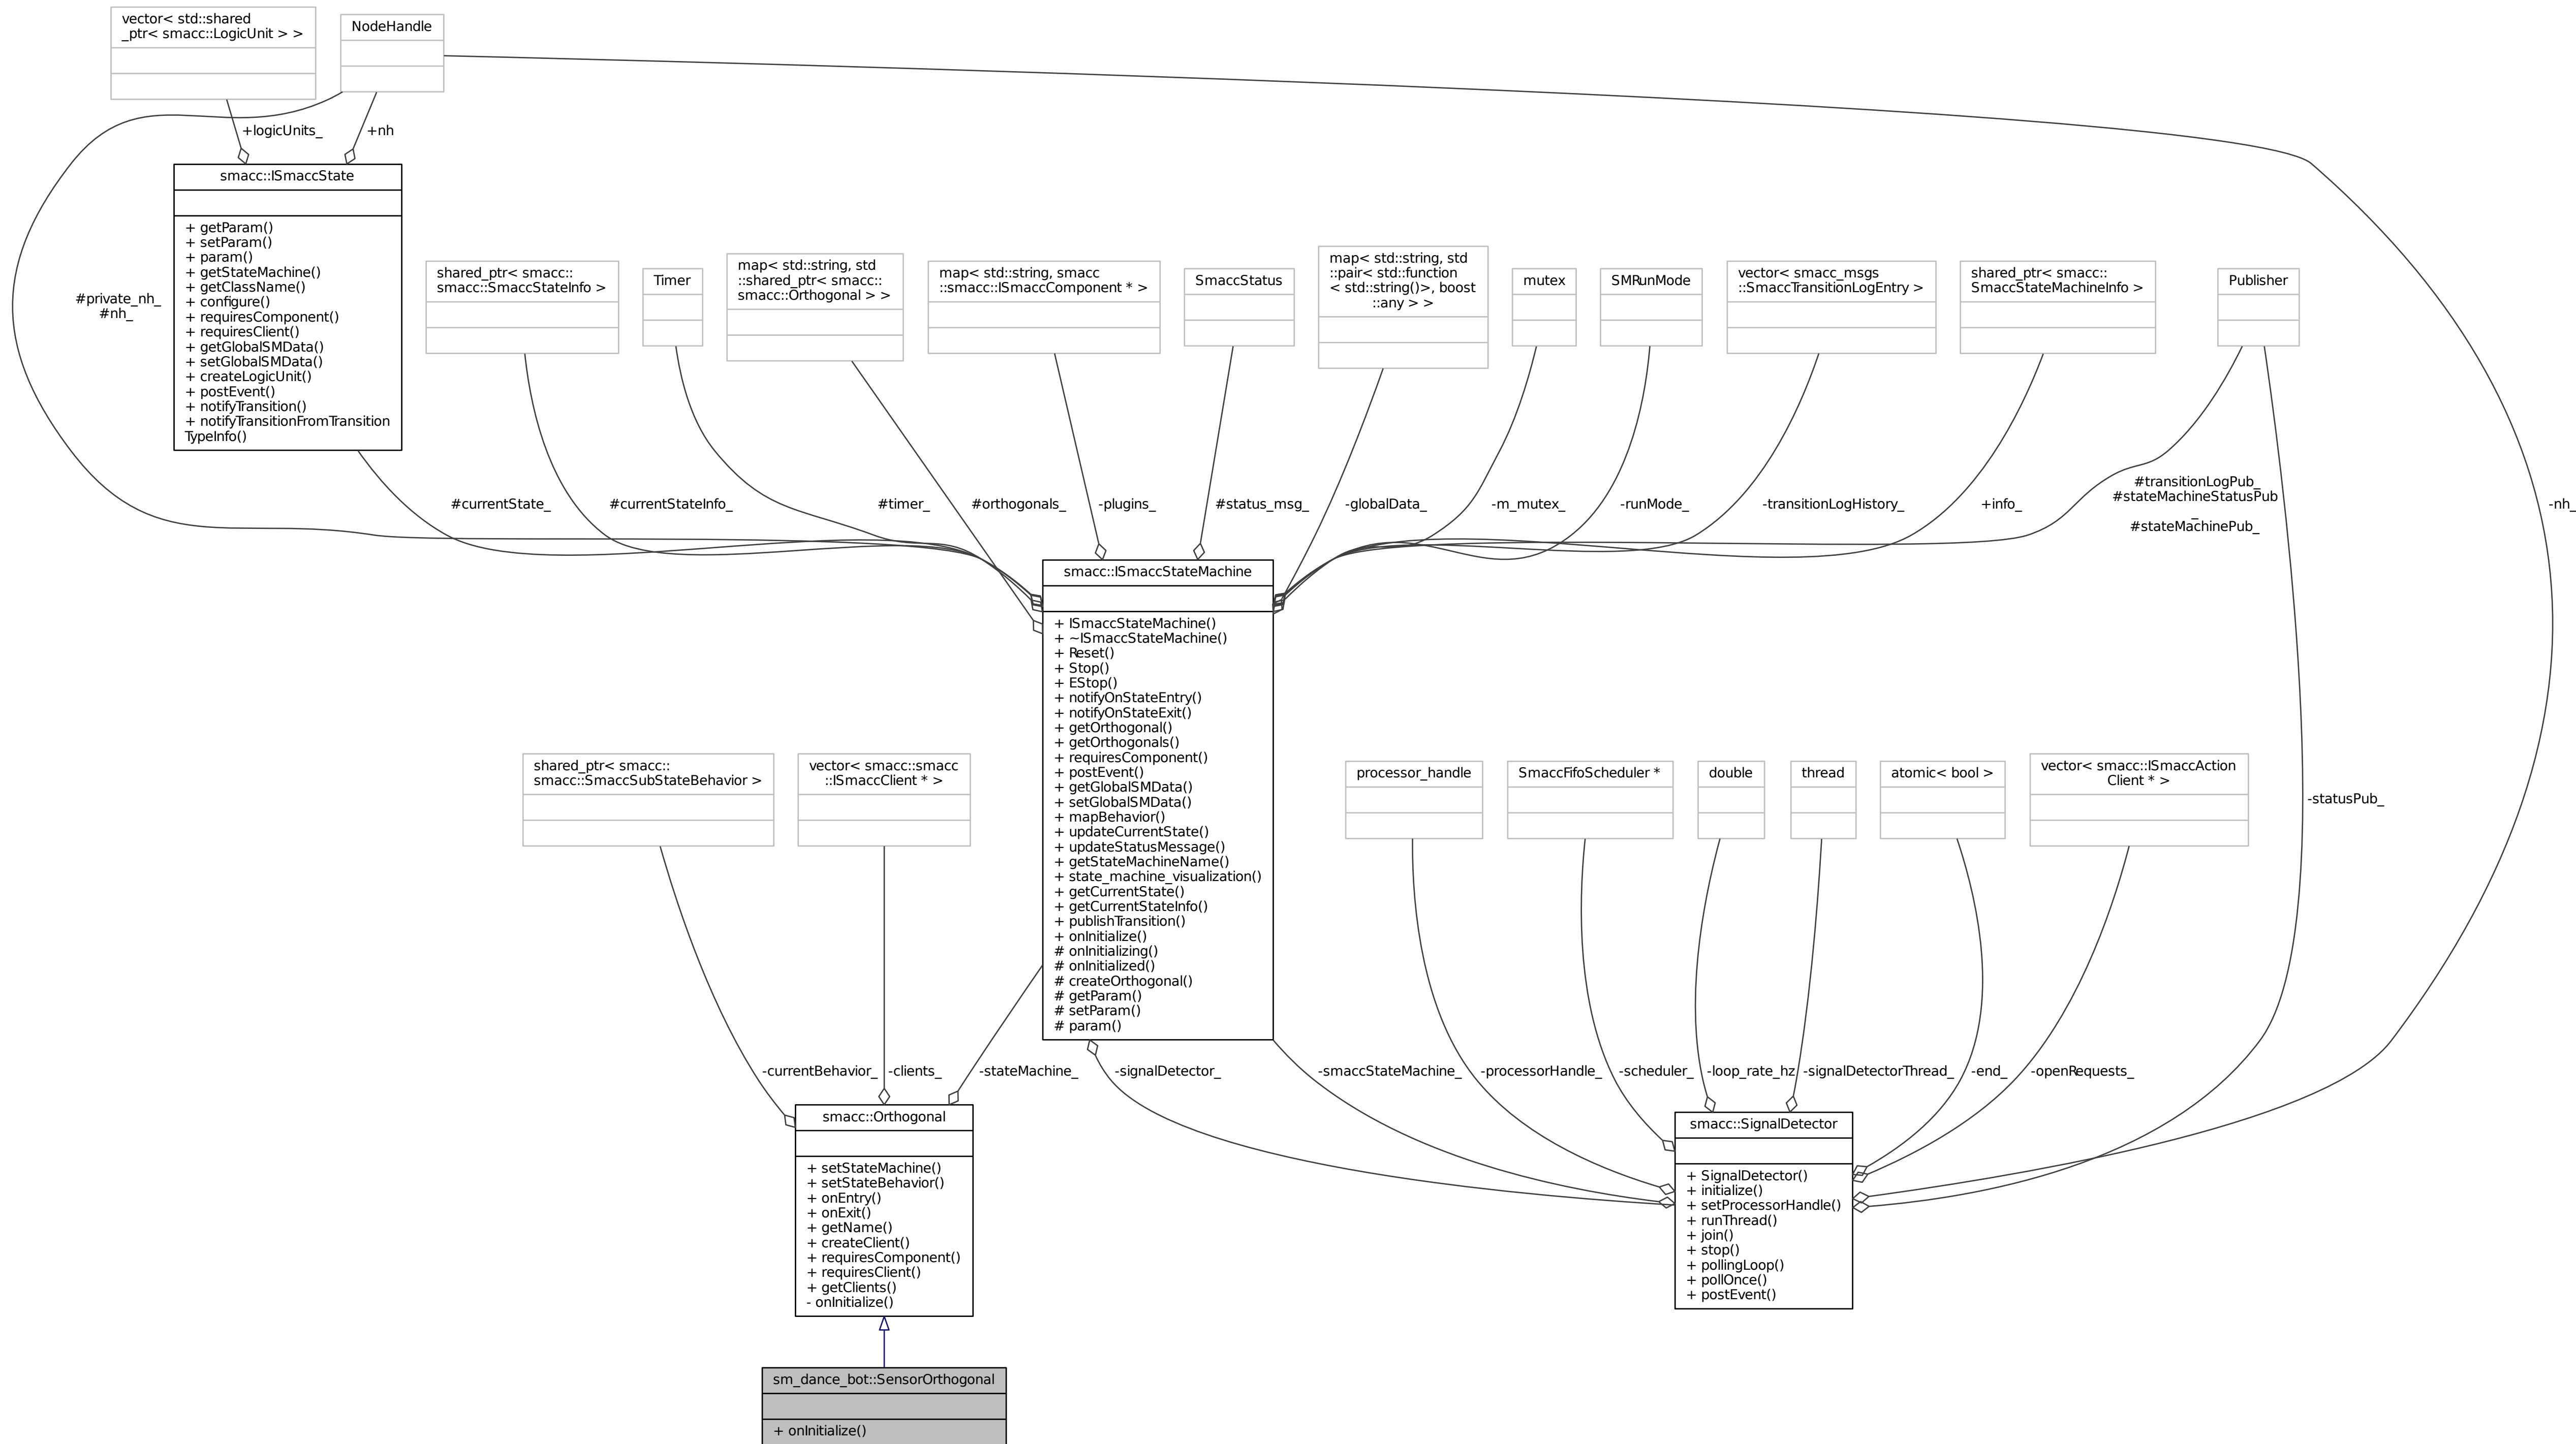 vector< std::shared
_ptr< smacc::LogicUnit > >
NodeHandle
+logicUnits_
+nh
smacc::ISmaccState
+ getParam()
+ setParam()
+ param()
+ getStateMachine()
+ getClassName()
+ configure()
+ requiresComponent()
+ requiresClient()
+ getGlobalSMData()
+ setGlobalSMData()
+ createLogicUnit()
+ postEvent()
+ notifyTransition()
+ notifyTransitionFromTransition
TypeInfo()
#private_nh_
#nh_
shared_ptr< smacc::
smacc::SmaccStateInfo >
Timer
map< std::string, std
::shared_ptr< smacc::
smacc::Orthogonal > >
map< std::string, smacc
::smacc::ISmaccComponent * >
SmaccStatus
map< std::string, std
::pair< std::function
< std::string()>, boost
::any > >
mutex
SMRunMode
vector< smacc_msgs
::SmaccTransitionLogEntry >
shared_ptr< smacc::
SmaccStateMachineInfo >
Publisher
#currentState_
#currentStateInfo_
#timer_
#orthogonals_
-plugins_
#status_msg_
-globalData_
-m_mutex_
-runMode_
-transitionLogHistory_
+info_
#transitionLogPub_
#stateMachineStatusPub
_
#stateMachinePub_
-nh_
smacc::ISmaccStateMachine
+ ISmaccStateMachine()
+ ~ISmaccStateMachine()
+ Reset()
+ Stop()
+ EStop()
+ notifyOnStateEntry()
+ notifyOnStateExit()
+ getOrthogonal()
+ getOrthogonals()
+ requiresComponent()
+ postEvent()
+ getGlobalSMData()
+ setGlobalSMData()
+ mapBehavior()
+ updateCurrentState()
+ updateStatusMessage()
+ getStateMachineName()
+ state_machine_visualization()
+ getCurrentState()
+ getCurrentStateInfo()
+ publishTransition()
+ onInitialize()
# onInitializing()
# onInitialized()
# createOrthogonal()
# getParam()
# setParam()
# param()
shared_ptr< smacc::
smacc::SmaccSubStateBehavior >
vector< smacc::smacc
::ISmaccClient * >
processor_handle
SmaccFifoScheduler *
double
thread
atomic< bool >
vector< smacc::ISmaccAction
Client * >
-statusPub_
-currentBehavior_
-clients_
-stateMachine_
-signalDetector_
-smaccStateMachine_
-processorHandle_
-scheduler_
-loop_rate_hz
-signalDetectorThread_
-end_
-openRequests_
smacc::Orthogonal
+ setStateMachine()
+ setStateBehavior()
+ onEntry()
+ onExit()
+ getName()
+ createClient()
+ requiresComponent()
+ requiresClient()
+ getClients()
- onInitialize()
smacc::SignalDetector
+ SignalDetector()
+ initialize()
+ setProcessorHandle()
+ runThread()
+ join()
+ stop()
+ pollingLoop()
+ pollOnce()
+ postEvent()
sm_dance_bot::SensorOrthogonal
+ onInitialize()